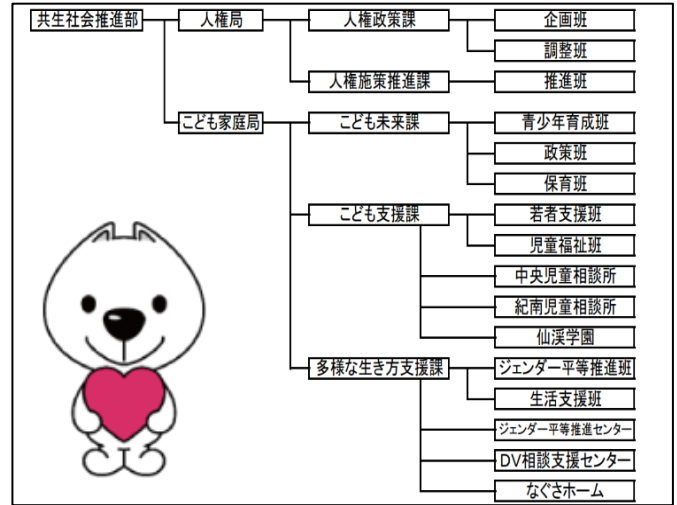 共生社会推進部 人権局 人権政策課 企画班
調整班
人権施策推進課 推進班
こども家庭局 こども未来課 青少年育成班
政策班
保育班
こども支援課 若者支援班
児童福祉班
中央児童相談所
紀南児童相談所
仙渓学園
多様な生き方支援課 ジェンダー平等推進班
生活支援班
ジェンダー平等推進センター
DV相談支援センター
なぐさホーム